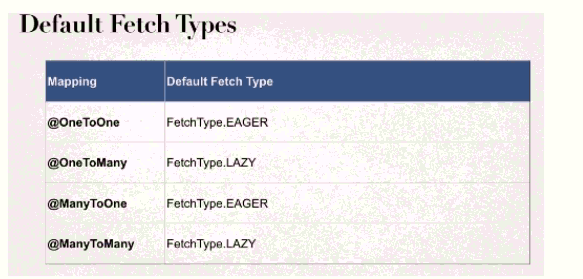 Default Fetch Types
Mapping Default Fetch Type
@OneToOne FetchType.EAGER
@OneToMany FetchType.LAZY
@ManyToOne FetchType.EAGER
@ManyToMany FetchType.LAZY